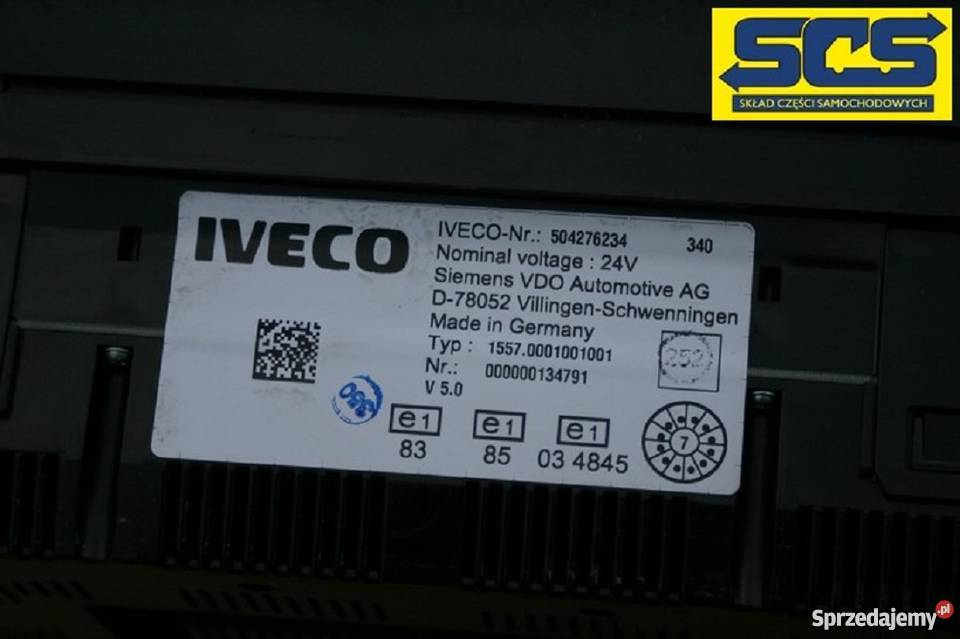 SCS
SKŁAD CZĘŚCI SAMOCHODOWYCH
IVECO
IVECO-Nr.: 504276234 340
Nominal voltage : 24V
Siemens VDO Automotive AG
D-78052 Villingen-Schwenningen
Made in Germany
Typ : 1557.0001001001
Nr.: 000000134791
V 5.0
252
350
e1 e1 e1
83 85 03 4845
7
Sprzedajemy.pl